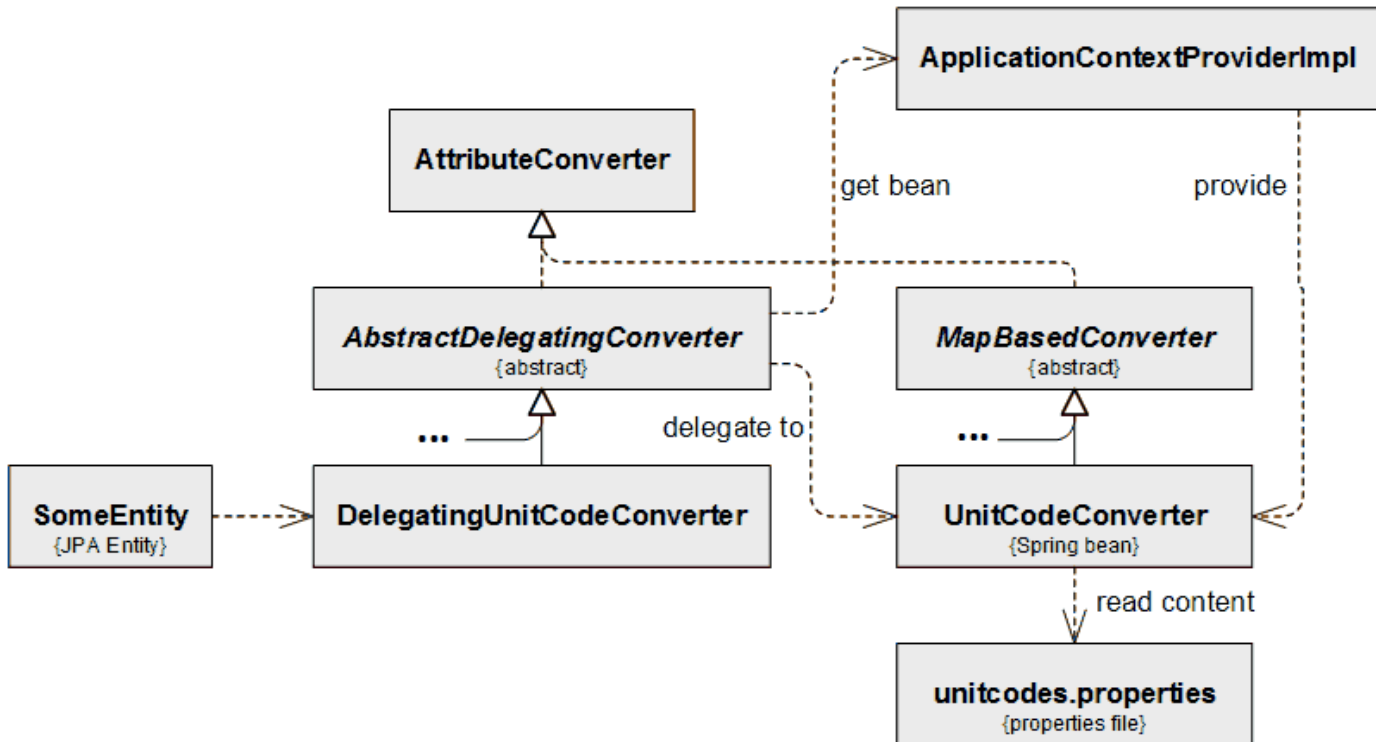 ApplicationContextProviderImpl
AttributeConverter
get bean
provide
AbstractDelegatingConverter
{abstract}
MapBasedConverter
{abstract}
...
delegate to
...
SomeEntity
{JPA Entity}
DelegatingUnitCodeConverter
UnitCodeConverter
{Spring bean}
read content
unitcodes.properties
{properties file}